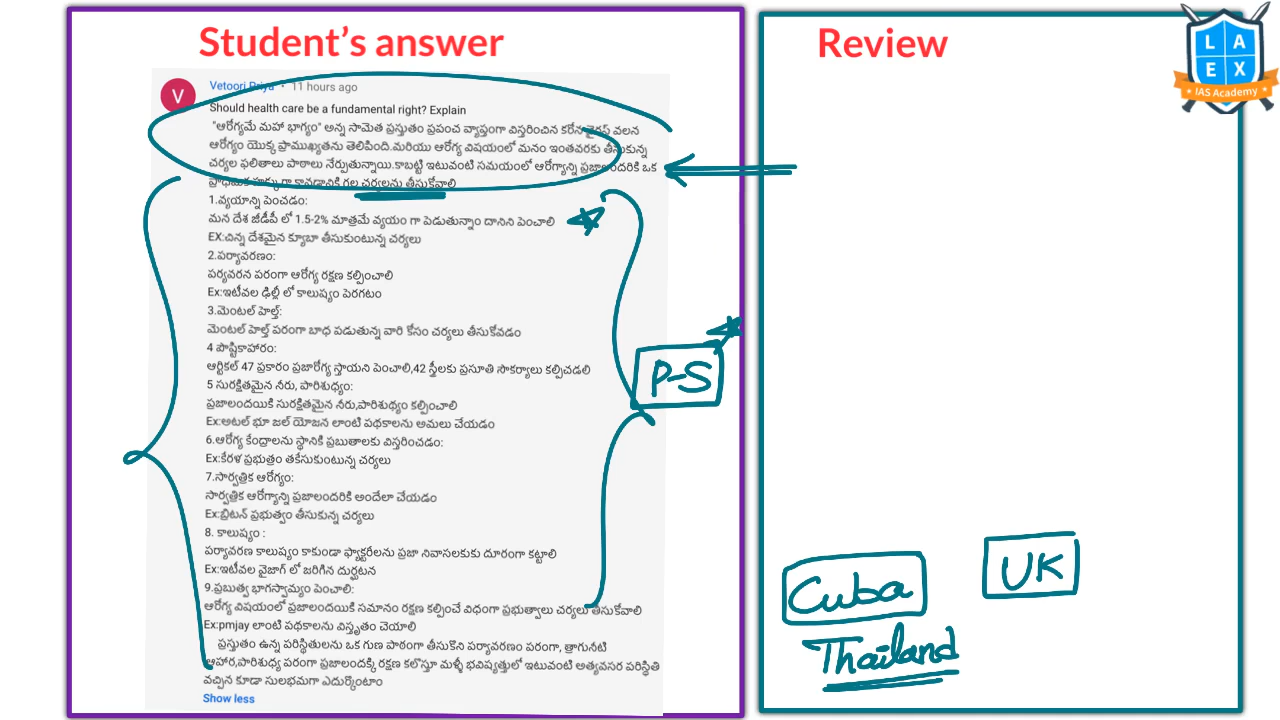 Student's answer
Review
L A
E X
IAS Academy
V
Vetoori Priya • 11 hours ago
Should health care be a fundamental right? Explain
"ఆరోగ్యమే మహా భాగ్యం" అన్న సామెత ప్రస్తుతం ప్రపంచ వ్యాప్తంగా విస్తరించిన కరోన వైరస్ వలన
ఆరోగ్యం యొక్క ప్రాముఖ్యతను తెలిపింది.మరియు ఆరోగ్య విషయంలో మనం ఇంతవరకు తీసుకున్న
చర్యల ఫలితాలు పాఠాలు నేర్పుతున్నాయి.కాబట్టి ఇటువంటి సమయంలో ఆరోగ్యాన్ని ప్రజాలందరికి ఒక
ప్రాధమిక హక్కుగా కావడానికి గల చర్యలను తీసుకోవాలి
1.వ్యయాన్ని పెంచడం:
మన దేశ జీడీపీ లో 1.5-2% మాత్రమే వ్యయం గా పెడుతున్నాం దానిని పెంచాలి
EX:చిన్న దేశమైన క్యూబా తీసుకుంటున్న చర్యలు
2.పర్యావరణం:
పర్యవరన పరంగా ఆరోగ్య రక్షణ కల్పించాలి
Ex:ఇటీవల ఢిల్లీ లో కాలుష్యం పెరగటం
3.మెంటల్ హెల్త్:
మెంటల్ హెల్త్ పరంగా బాధ పడుతున్న వారి కోసం చర్యలు తీసుకోవడం
4 పౌష్టికాహారం:
ఆర్టికల్ 47 ప్రకారం ప్రజారోగ్య స్తాయని పెంచాలి,42 స్త్రీలకు ప్రసూతి సౌకర్యాలు కల్పిచడలి
5 సురక్షితమైన నీరు, పారిశుధ్యం:
ప్రజాలందయికి సురక్షితమైన నీరు,పారిశుధ్యం కల్పించాలి
Ex:అటల్ భూ జల్ యోజన లాంటి పథకాలను అమలు చేయడం
6.ఆరోగ్య కేంద్రాలను స్థానికి ప్రబుతాలకు విస్తరించడం:
Ex:కేరళ ప్రభుత్రం తకేసుకుంటున్న చర్యలు
7.సార్వత్రిక ఆరోగ్యం:
సార్వత్రిక ఆరోగ్యాన్ని ప్రజాలందరికి అందేలా చేయడం
Ex:బ్రిటన్ ప్రభుత్వం తీసుకున్న చర్యలు
8. కాలుష్యం :
పర్యావరణ కాలుష్యం కాకుండా ఫ్యాక్టరీలను ప్రజా నివాసలకుకు దూరంగా కట్టాలి
Ex:ఇటీవల వైజాగ్ లో జరిగిన దుర్ఘటన
9.ప్రబుత్వ భాగస్వామ్యం పెంచాలి:
ఆరోగ్య విషయంలో ప్రజాలందయికి సమానం రక్షణ కల్పించే విధంగా ప్రభుత్వాలు చర్యలు తీసుకోవాలి
Ex:pmjay లాంటి పథకాలను విస్తృతం చెయాలి
ప్రస్తుతం ఉన్న పరిస్థితులను ఒక గుణ పాఠంగా తీసుకొని పర్యావరణం పరంగా, త్రాగునీటి
ఆహార,పారిశుధ్య పరంగా ప్రజాలందక్కి రక్షణ కలొస్తూ మళ్ళీ భవిష్యత్తులో ఇటువంటి అత్యవసర పరిస్థితి
వచ్చిన కూడా సులభమగా ఎదుర్కొంటాం
Show less
P-S
Cuba
UK
Thailand